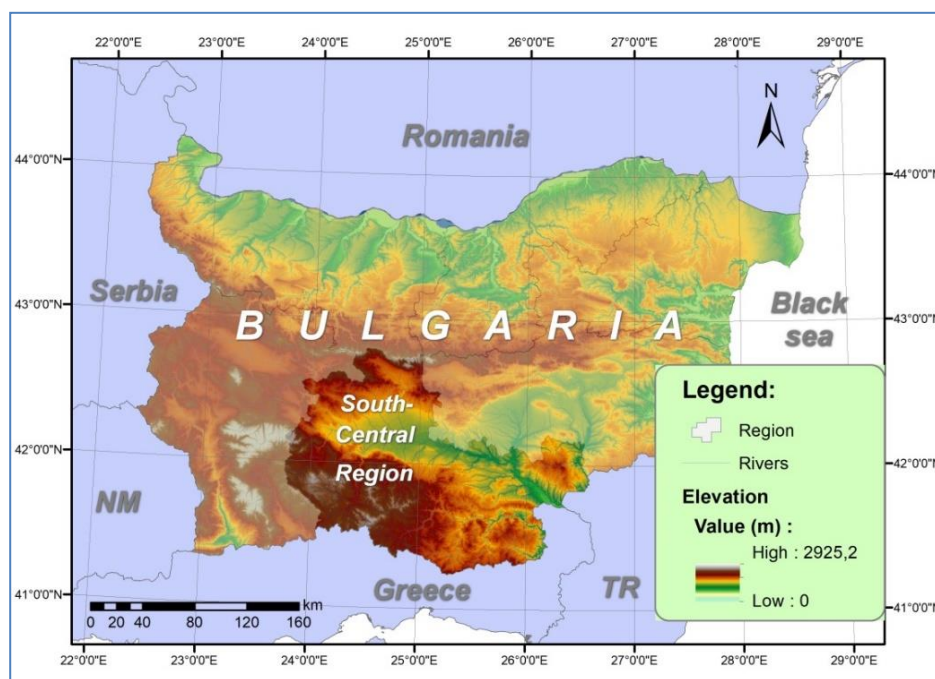 22°0'0"E 23°0'0"E 24°0'0"E 25°0'0"E 26°0'0"E 27°0'0"E 28°0'0"E 29°0'0"E
N
Romania
44°0'0"N
44°0'0"N
Serbia
43°0'0"N
BULGARIA
Black
sea
43°0'0"N
South-
Central
Region
42°0'0"N
42°0'0"N
NM
Greece
TR
41°0'0"N
41°0'0"N
Legend:
Region
Rivers
Elevation
Value (m) :
High : 2925,2
Low : 0
km
0 20 40 80 120 160
22°0'0"E 23°0'0"E 24°0'0"E 25°0'0"E 26°0'0"E 27°0'0"E 28°0'0"E 29°0'0"E